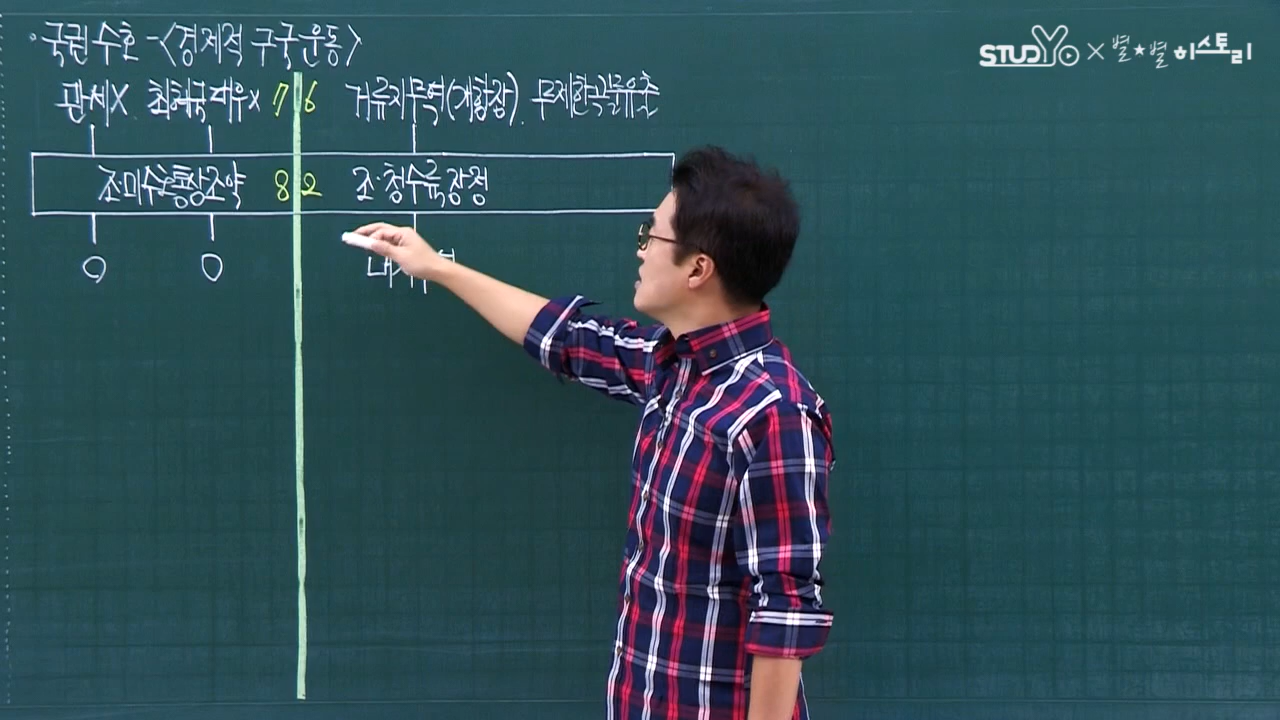 STUDYo × 별★별 히스토리
· 국권 수호 - <경제적 구국 운동>
관세X 최혜국대우X 76 거류지무역(개항장). 무제한곡물유출
조미수호통상조약 82 조·청수륙장정
O O